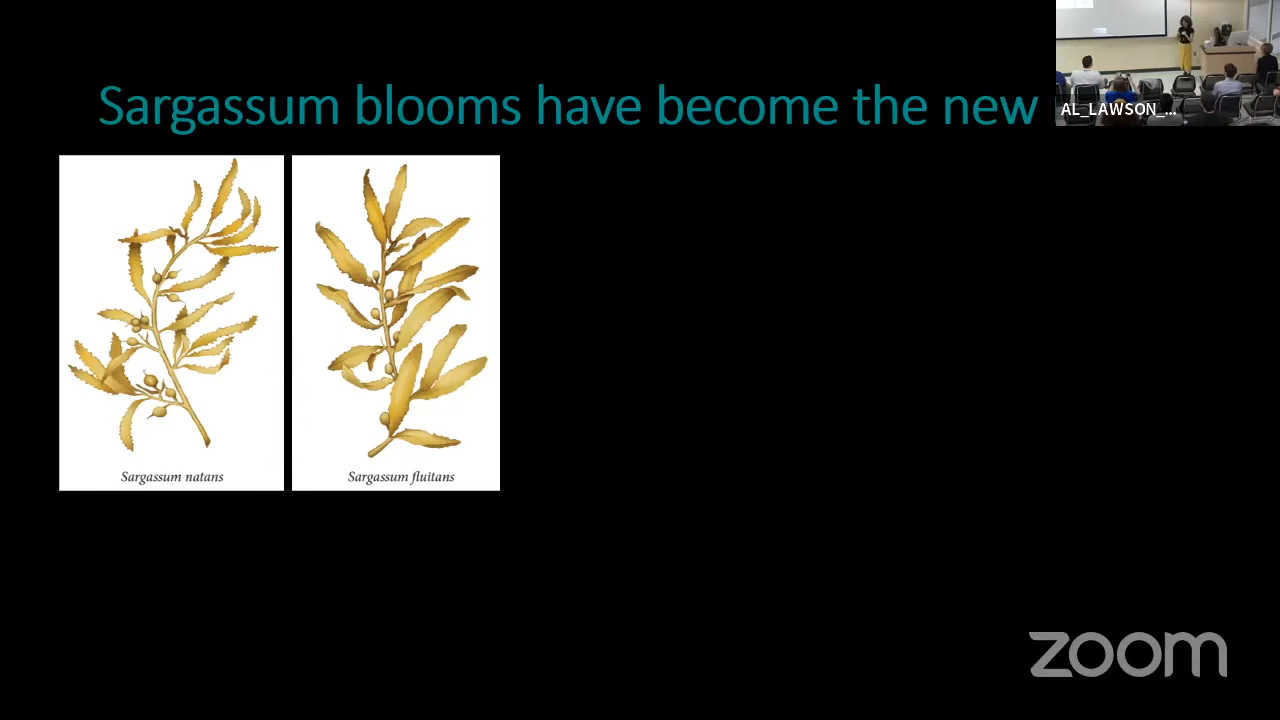 Sargassum blooms have become the new
AL_LAWSON_...
Sargassum natans
Sargassum fluitans
zoom